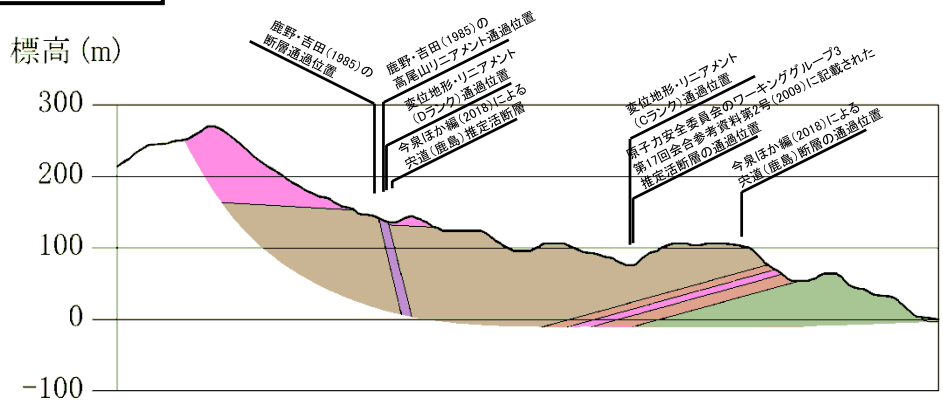 標高(m)
300
200
100
0
-100
鹿野・吉田(1985)の
断層通過位置
鹿野・吉田(1985)の
高尾山リニアメント通過位置
変位地形・リニアメント
(Dランク)通過位置
今泉ほか編(2018)による
宍道(鹿島)推定活断層
変位地形・リニアメント
(Cランク)通過位置
原子力安全委員会のワーキンググループ3
第17回会合参考資料第2号(2009)に記載された
推定活断層の通過位置
今泉ほか編(2018)による
宍道(鹿島)断層の通過位置